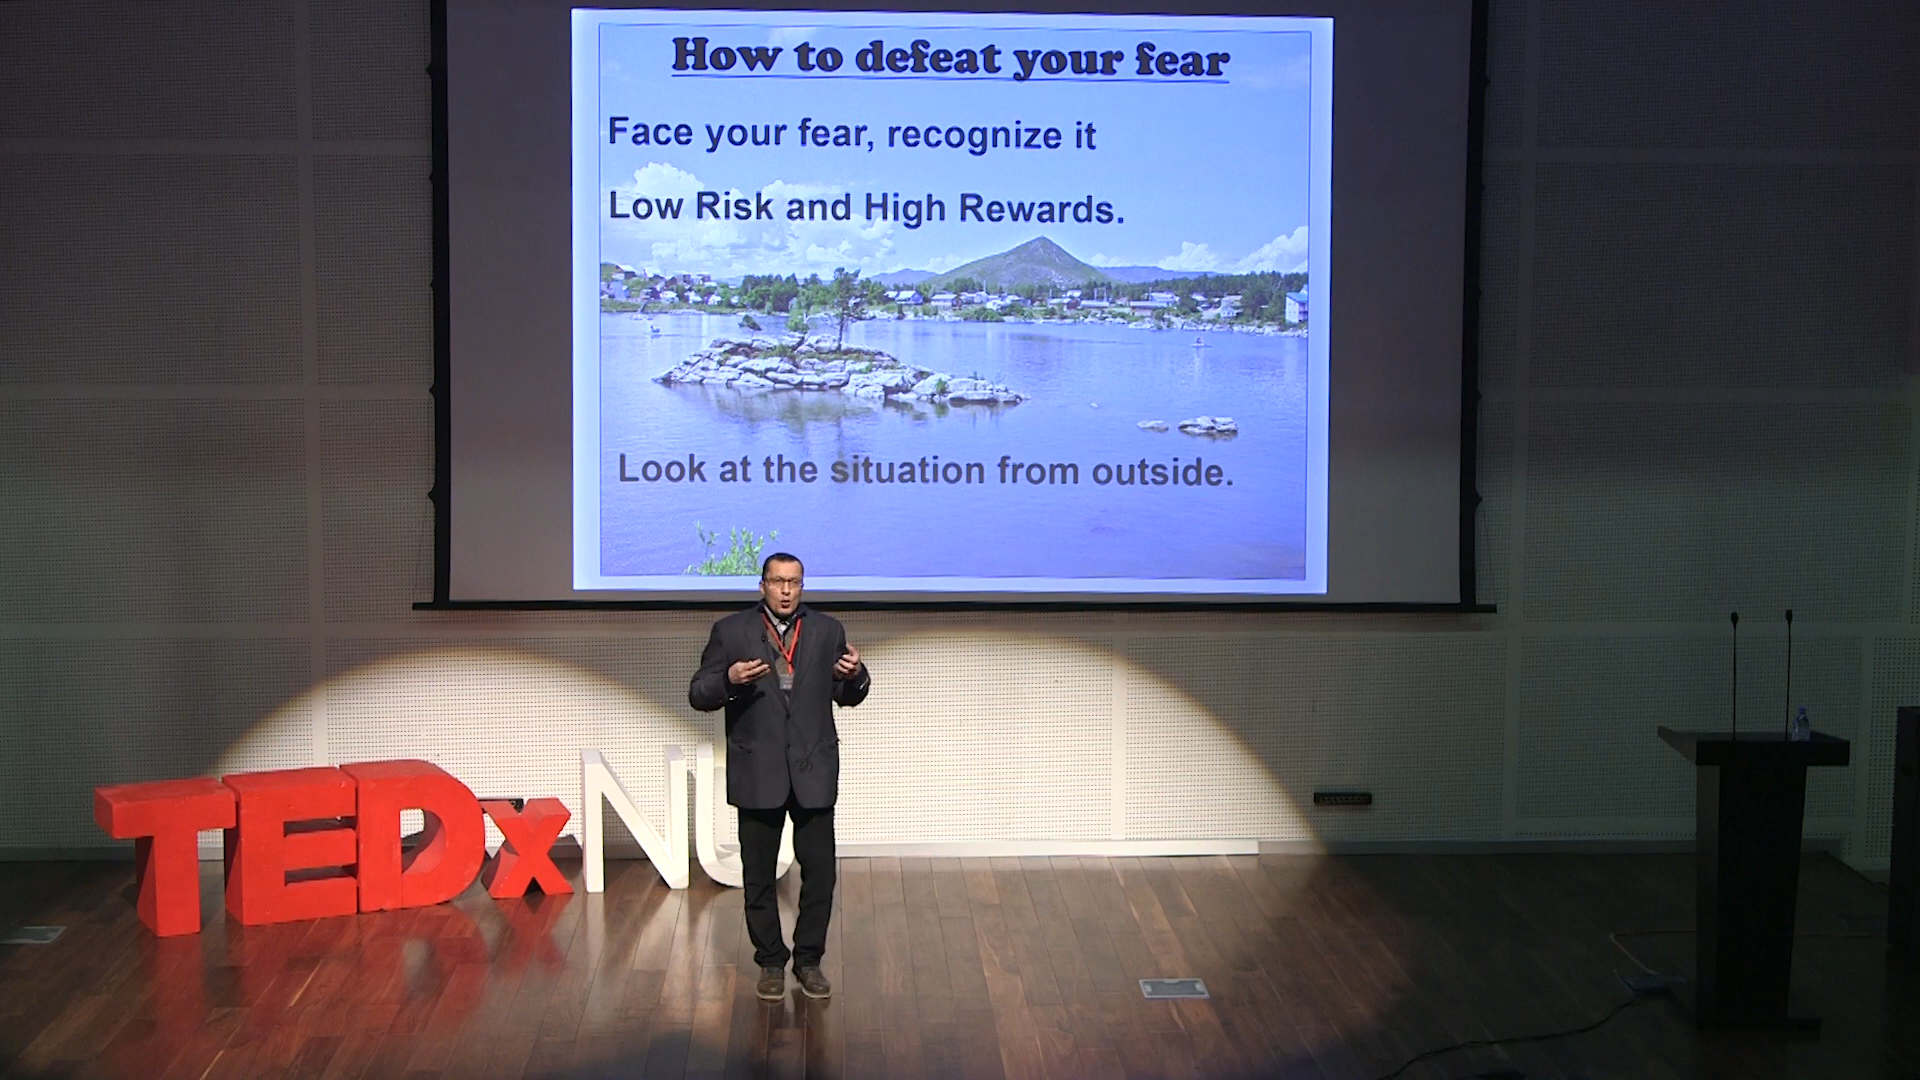 How to defeat your fear
Face your fear, recognize it
Low Risk and High Rewards.
Look at the situation from outside.
TEDxNU